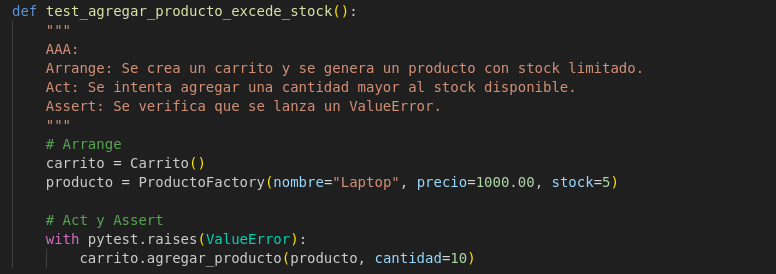 def test_agregar_producto_excede_stock():
    """
    AAA:
    Arrange: Se crea un carrito y se genera un producto con stock limitado.
    Act: Se intenta agregar una cantidad mayor al stock disponible.
    Assert: Se verifica que se lanza un ValueError.
    """
    # Arrange
    carrito = Carrito()
    producto = ProductoFactory(nombre="Laptop", precio=1000.00, stock=5)

    # Act y Assert
    with pytest.raises(ValueError):
        carrito.agregar_producto(producto, cantidad=10)